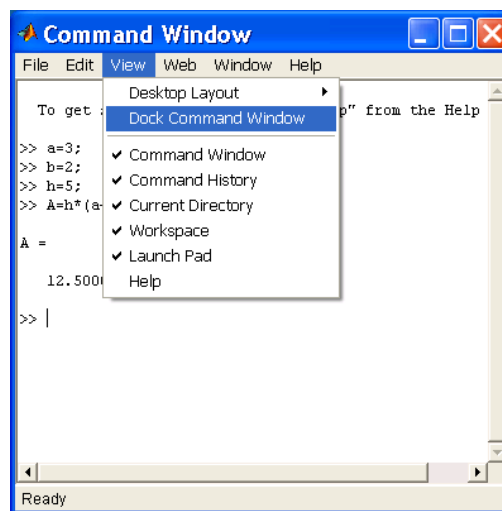 Command Window
File Edit View Web Window Help
Desktop Layout
Dock Command Window
Command Window
Command History
Current Directory
Workspace
Launch Pad
Help
To get p" from the Help
>> a=3;
>> b=2;
>> h=5;
>> A=h*(a
A =
12.500
>>
Ready